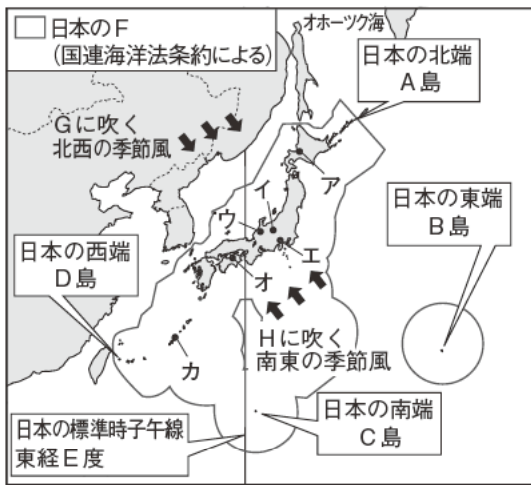 オホーツク海
日本のF
(国連海洋法条約による)
日本の北端
A島
Gに吹く
北西の季節風
ア
イ
ウ
エ
オ
カ
日本の東端
B島
日本の西端
D島
Hに吹く
南東の季節風
日本の南端
C島
日本の標準時子午線
東経E度